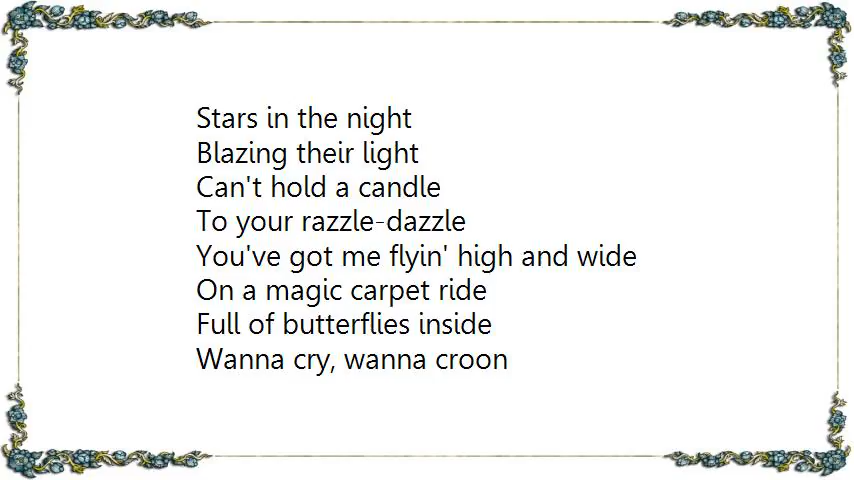 Stars in the night
Blazing their light
Can't hold a candle
To your razzle-dazzle
You've got me flyin' high and wide
On a magic carpet ride
Full of butterflies inside
Wanna cry, wanna croon